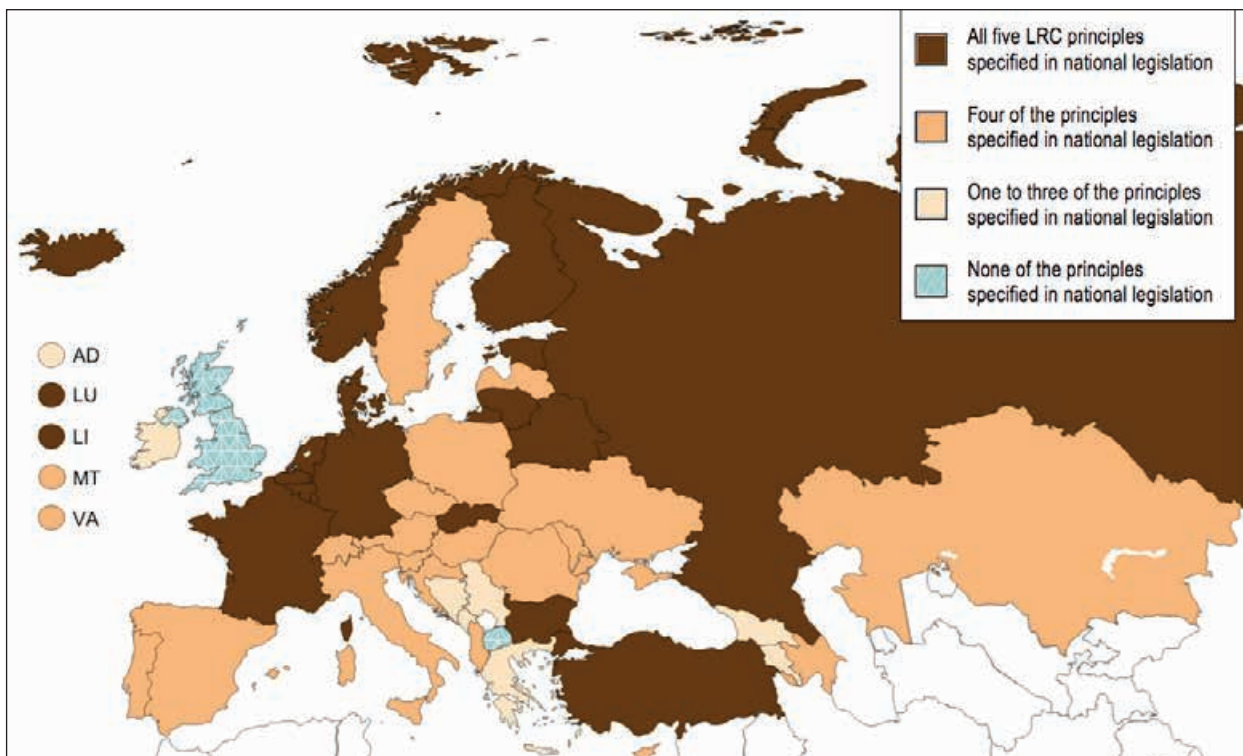 All five LRC principles
specified in national legislation
Four of the principles
specified in national legislation
One to three of the principles
specified in national legislation
None of the principles
specified in national legislation
AD
LU
LI
MT
VA